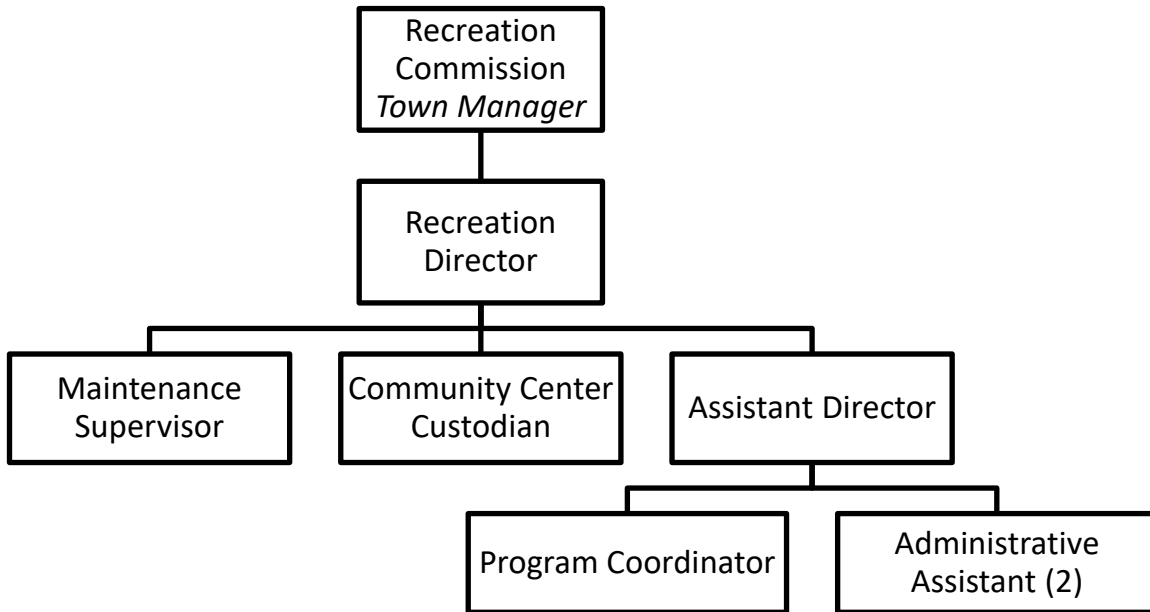 Recreation
Commission
Town Manager
Recreation
Director
Maintenance
Supervisor
Community Center
Custodian
Assistant Director
Program Coordinator
Administrative
Assistant (2)